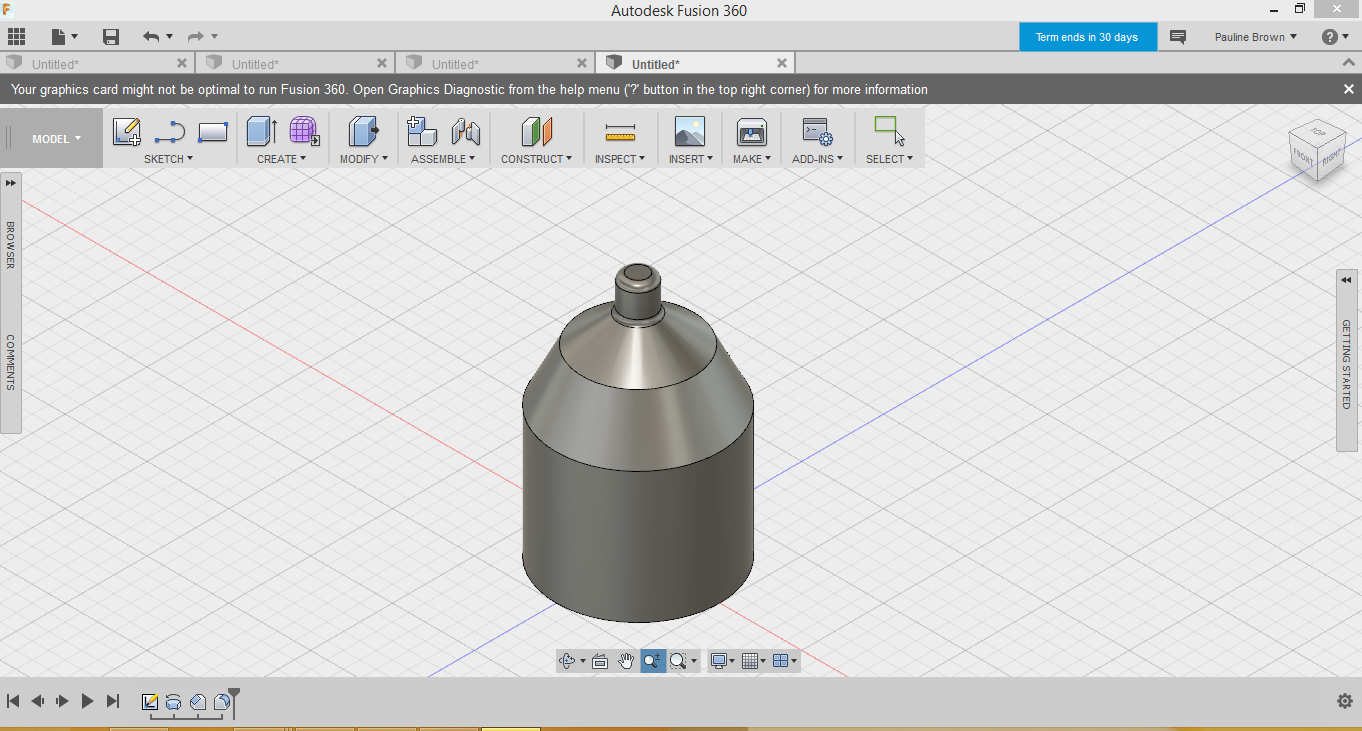 Autodesk Fusion 360
Term ends in 30 days
Pauline Brown
?
Untitled*
Untitled*
Untitled*
Untitled*
Your graphics card might not be optimal to run Fusion 360. Open Graphics Diagnostic from the help menu ('?' button in the top right corner) for more information
MODEL
SKETCH
CREATE
MODIFY
ASSEMBLE
CONSTRUCT
INSPECT
INSERT
MAKE
ADD-INS
SELECT
TOP
FRONT
RIGHT
BROWSER
COMMENTS
GETTING STARTED